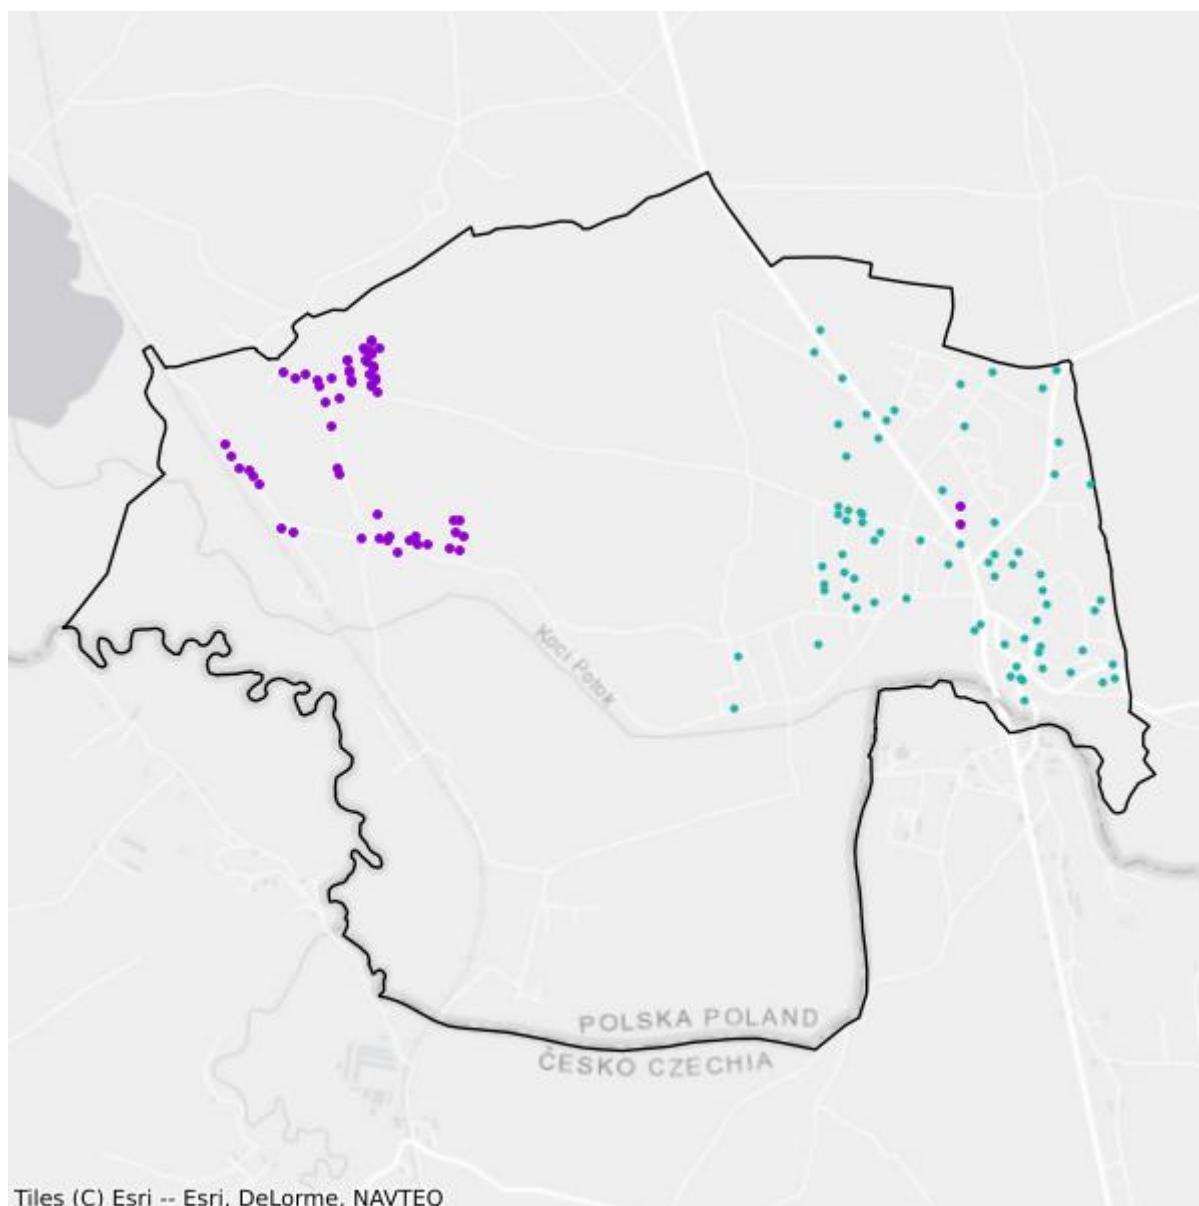 Koci Potok
POLSKA POLAND
ČESKO CZECHIA
Tiles (C) Esri -- Esri, DeLorme, NAVTEQ